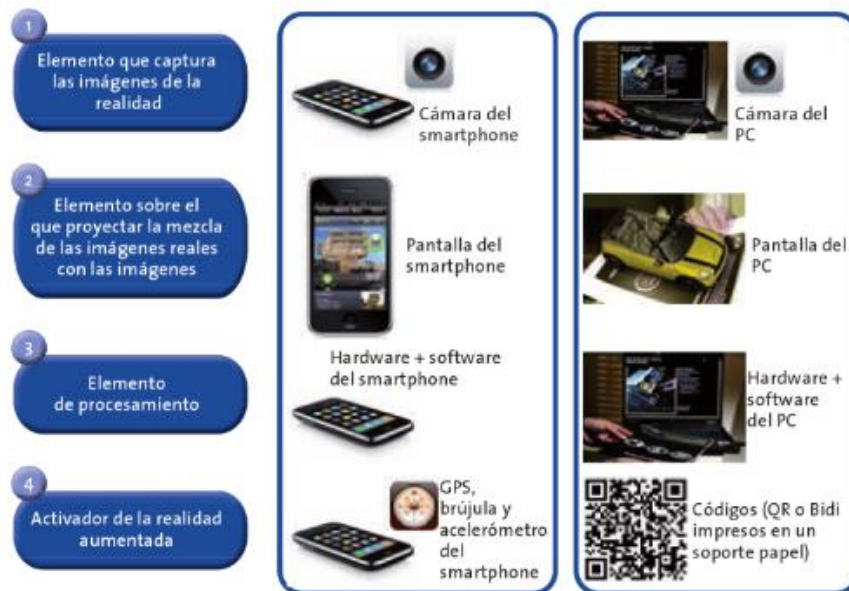 1
Elemento que captura
las imágenes de la
realidad
Cámara del
smartphone
Cámara del
PC
2
Elemento sobre el
que proyectar la mezcla
de las imágenes reales
con las imágenes
Pantalla del
smartphone
Pantalla del
PC
3
Elemento
de procesamiento
Hardware + software
del smartphone
Hardware +
software
del PC
4
Activador de la realidad
aumentada
GPS,
brújula y
acelerómetro
del
smartphone
Códigos (QR o Bidi
impresos en un
soporte papel)